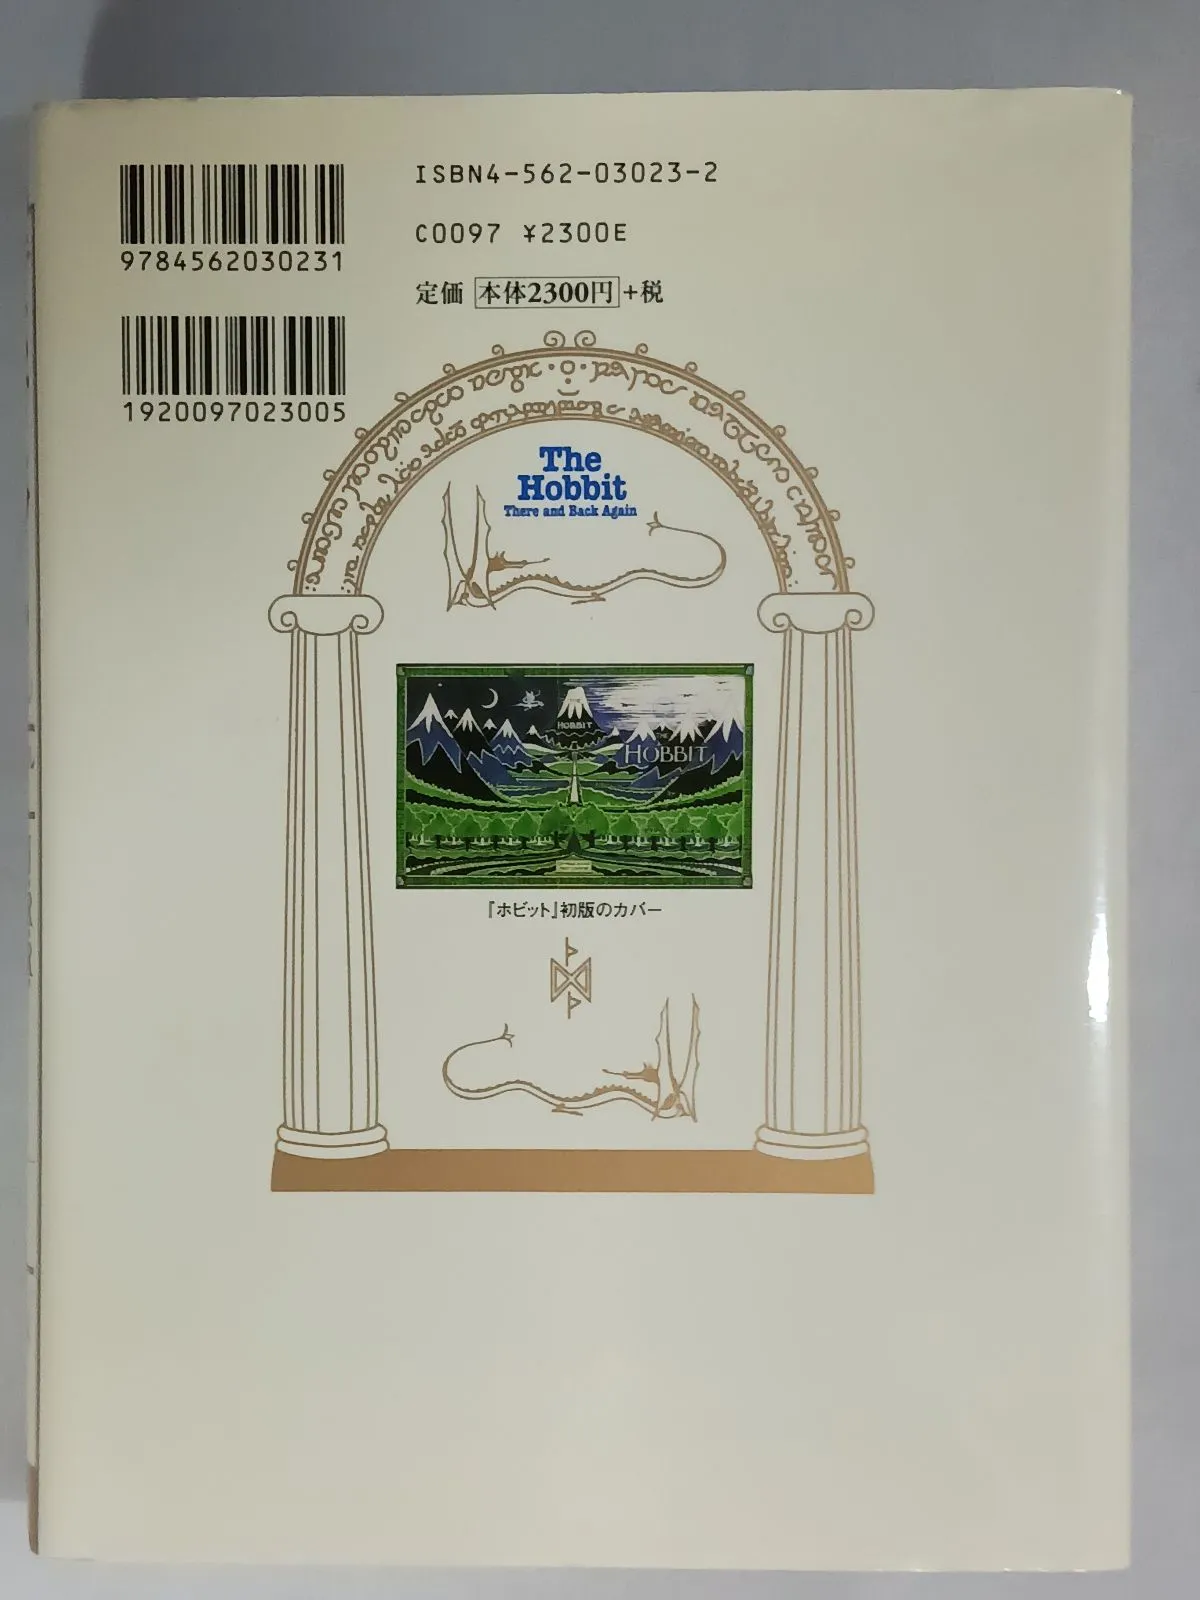 ISBN4-562-03023-2
C0097 ¥2300E
定価 本体2300円+税
9784562030231
1920097023005
The
Hobbit
There and Back Again
HOBBIT
THE
HOBBIT
『ホビット』初版のカバー